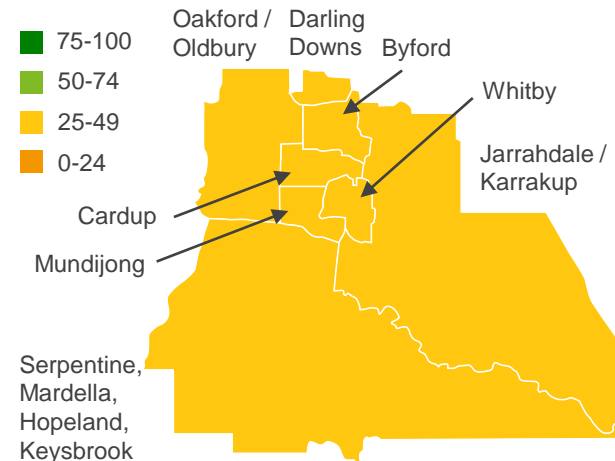 75-100
50-74
25-49
0-24
Oakford /
Oldbury
Darling
Downs
Byford
Whitby
Jarrahdale /
Karrakup
Cardup
Mundijong
Serpentine,
Mardella,
Hopeland,
Keysbrook